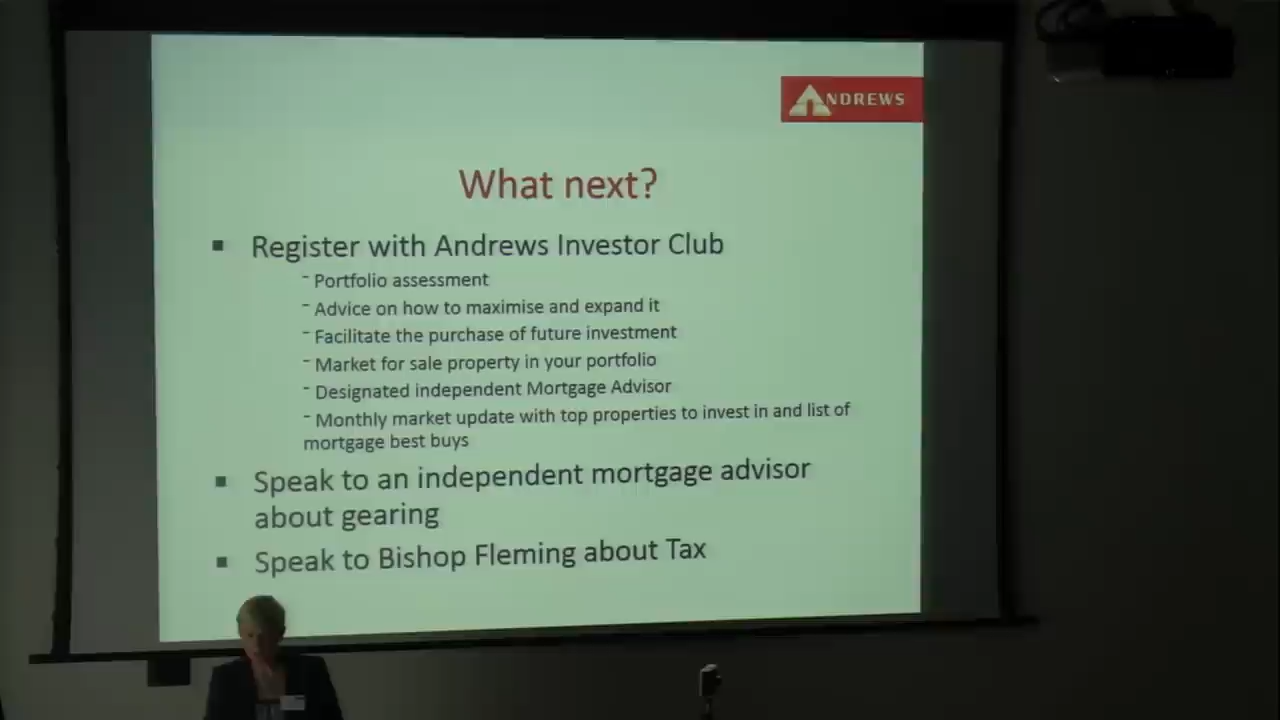 ANDREWS
What next?
▪ Register with Andrews Investor Club
- Portfolio assessment
- Advice on how to maximise and expand it
- Facilitate the purchase of future investment
- Market for sale property in your portfolio
- Designated independent Mortgage Advisor
- Monthly market update with top properties to invest in and list of
mortgage best buys
▪ Speak to an independent mortgage advisor
about gearing
▪ Speak to Bishop Fleming about Tax